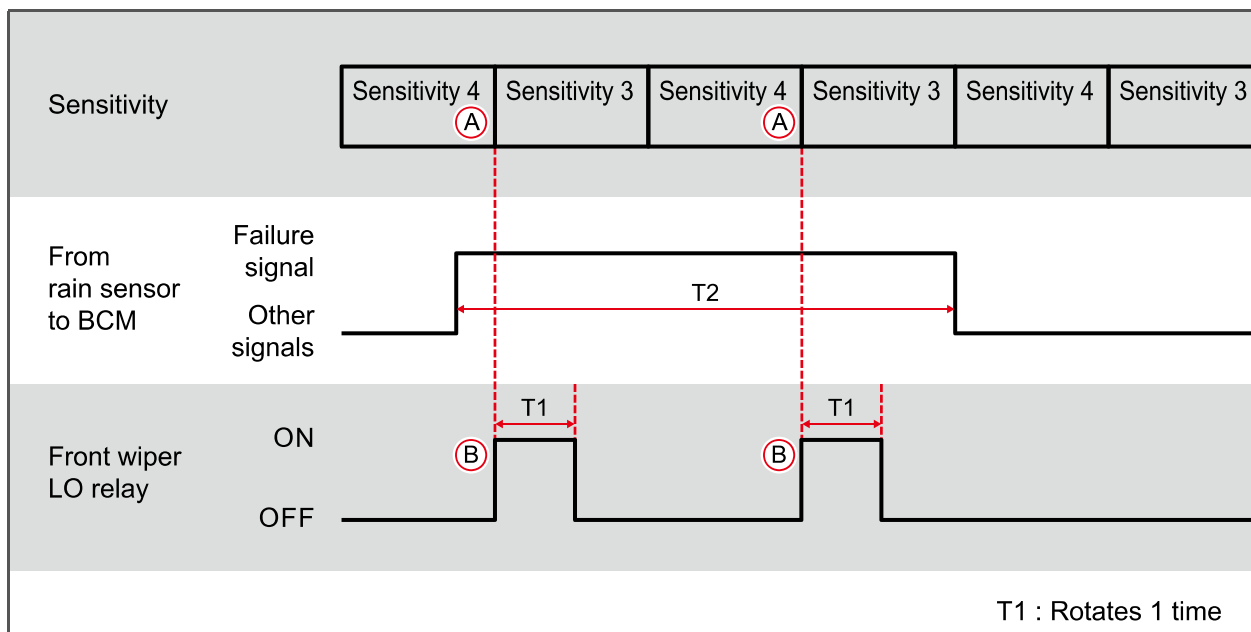 Sensitivity
Sensitivity 4
A
Sensitivity 3
Sensitivity 4
A
Sensitivity 3
Sensitivity 4
Sensitivity 3
From
rain sensor
to BCM
Failure
signal
Other
signals
T2
Front wiper
LO relay
ON
OFF
B
T1
B
T1
T1 : Rotates 1 time